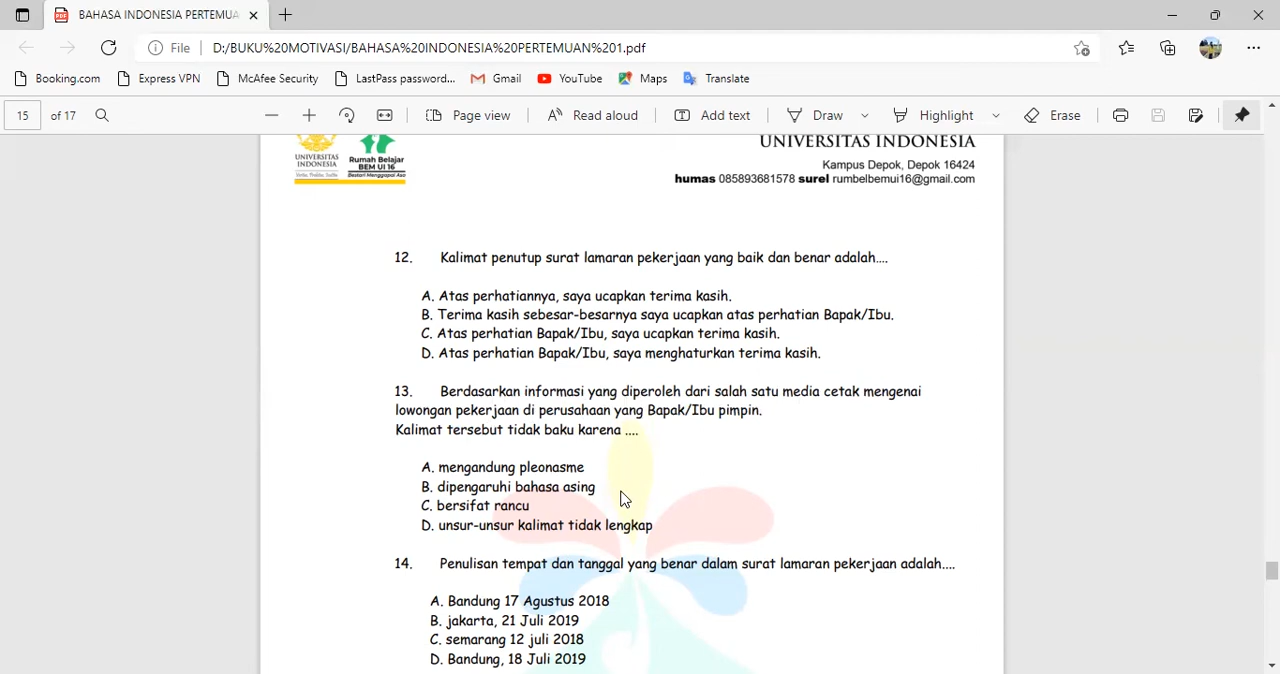 BAHASA INDONESIA PERTEMUA
File D:/BUKU%20MOTIVASI/BAHASA%20INDONESIA%20PERTEMUAN%201.pdf
Booking.com Express VPN McAfee Security LastPass password... Gmail YouTube Maps Translate
15 of 17 Page view Read aloud Add text Draw Highlight Erase
UNIVERSITAS INDONESIA
UNIVERSITAS
INDONESIA
Rumah Belajar
BEM UI 16
Kampus Depok, Depok 16424
humas 085893681578 surel rumbelbemui16@gmail.com
12. Kalimat penutup surat lamaran pekerjaan yang baik dan benar adalah....
A. Atas perhatiannya, saya ucapkan terima kasih.
B. Terima kasih sebesar-besarnya saya ucapkan atas perhatian Bapak/Ibu.
C. Atas perhatian Bapak/Ibu, saya ucapkan terima kasih.
D. Atas perhatian Bapak/Ibu, saya menghaturkan terima kasih.
13. Berdasarkan informasi yang diperoleh dari salah satu media cetak mengenai
lowongan pekerjaan di perusahaan yang Bapak/Ibu pimpin.
Kalimat tersebut tidak baku karena ....
A. mengandung pleonasme
B. dipengaruhi bahasa asing
C. bersifat rancu
D. unsur-unsur kalimat tidak lengkap
14. Penulisan tempat dan tanggal yang benar dalam surat lamaran pekerjaan adalah....
A. Bandung 17 Agustus 2018
B. jakarta, 21 Juli 2019
C. semarang 12 juli 2018
D. Bandung, 18 Juli 2019